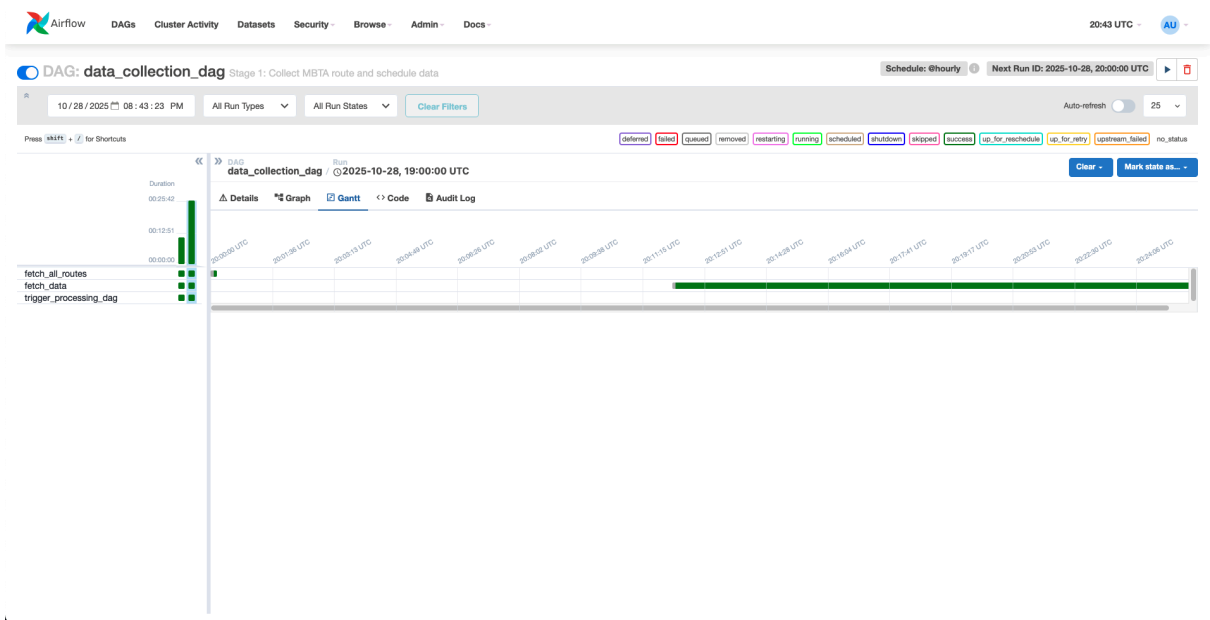 Airflow DAGs Cluster Activity Datasets Security Browse Admin Docs 20:43 UTC AU
DAG: data_collection_dag Stage 1: Collect MBTA route and schedule data Schedule: @hourly Next Run ID: 2025-10-28, 20:00:00 UTC
10/28/2025 08:43:23 PM All Run Types All Run States Clear Filters Auto-refresh 25
Press shift + / for Shortcuts deferred failed queued removed restarting running scheduled shutdown skipped success up_for_reschedule up_for_retry upstream_failed no_status
DAG Run
data_collection_dag / 2025-10-28, 19:00:00 UTC Clear Mark state as...
Duration
00:25:42
00:12:51
00:00:00
Details Graph Gantt Code Audit Log
20:00:00 UTC 20:01:36 UTC 20:03:13 UTC 20:04:49 UTC 20:06:26 UTC 20:08:02 UTC 20:09:38 UTC 20:11:15 UTC 20:12:51 UTC 20:14:28 UTC 20:16:04 UTC 20:17:41 UTC 20:19:17 UTC 20:20:53 UTC 20:22:30 UTC 20:24:06 UTC
fetch_all_routes
fetch_data
trigger_processing_dag